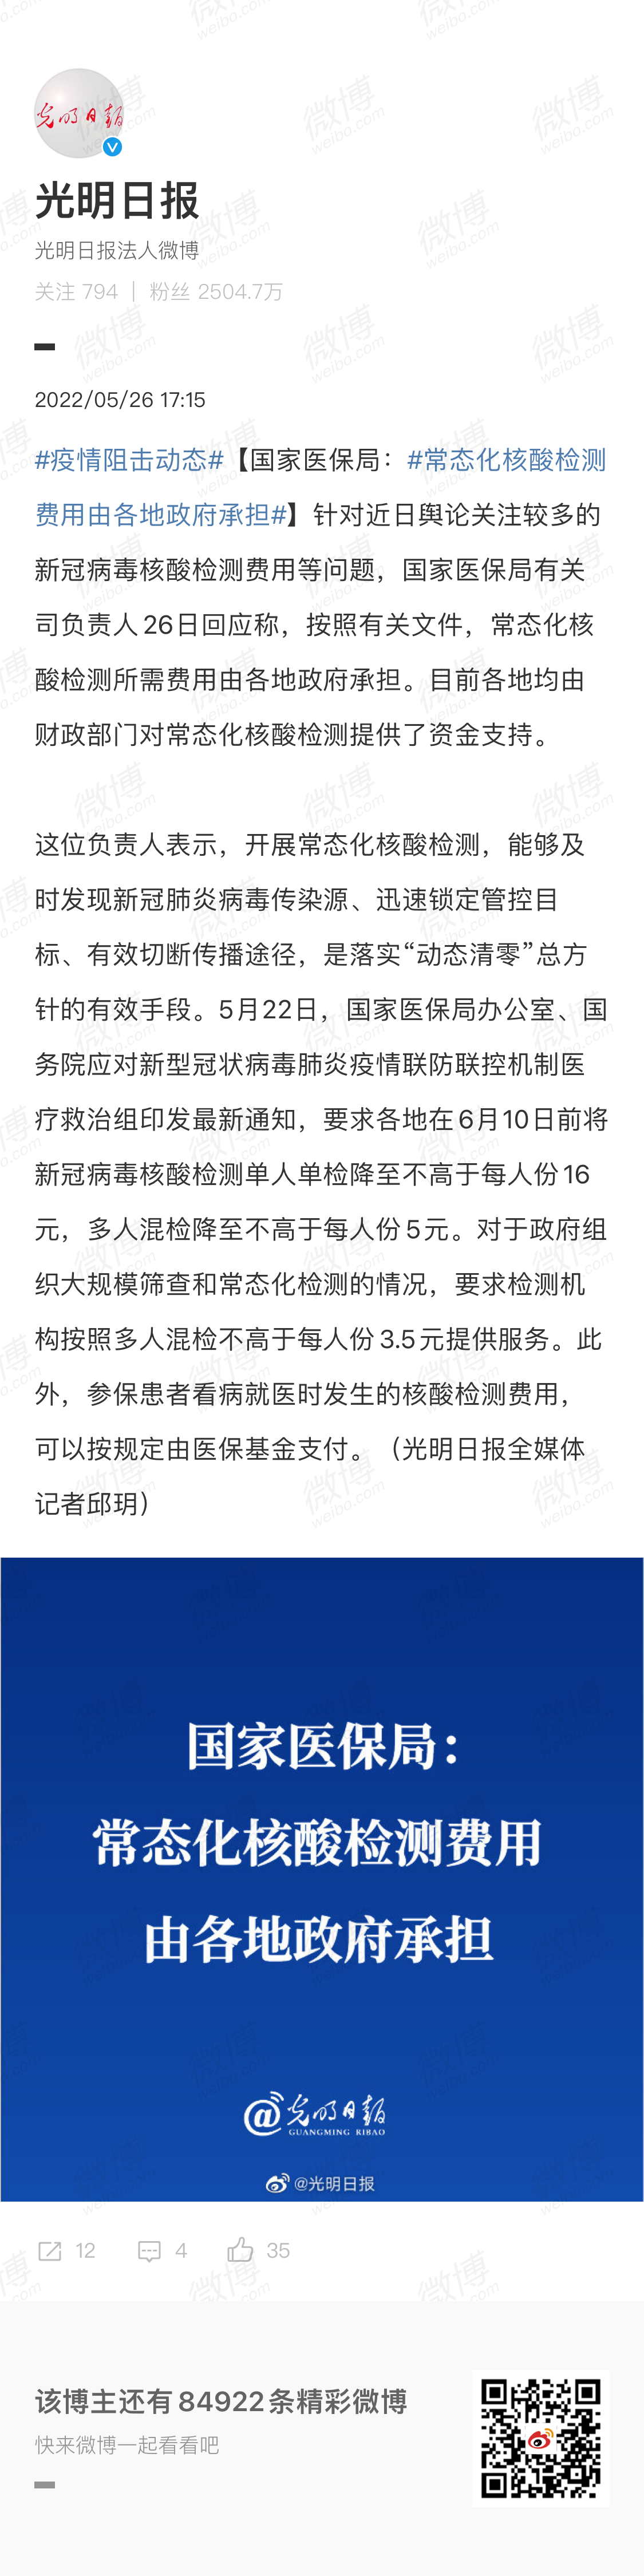 光明日报
光明日报
光明日报法人微博
关注 794 | 粉丝 2504.7万
2022/05/26 17:15
#疫情阻击动态#【国家医保局：#常态化核酸检测
费用由各地政府承担#】针对近日舆论关注较多的
新冠病毒核酸检测费用等问题，国家医保局有关
司负责人26日回应称，按照有关文件，常态化核
酸检测所需费用由各地政府承担。目前各地均由
财政部门对常态化核酸检测提供了资金支持。
这位负责人表示，开展常态化核酸检测，能够及
时发现新冠肺炎病毒传染源、迅速锁定管控目
标、有效切断传播途径，是落实“动态清零”总方
针的有效手段。5月22日，国家医保局办公室、国
务院应对新型冠状病毒肺炎疫情联防联控机制医
疗救治组印发最新通知，要求各地在6月10日前将
新冠病毒核酸检测单人单检降至不高于每人份16
元，多人混检降至不高于每人份5元。对于政府组
织大规模筛查和常态化检测的情况，要求检测机
构按照多人混检不高于每人份3.5元提供服务。此
外，参保患者看病就医时发生的核酸检测费用，
可以按规定由医保基金支付。（光明日报全媒体
记者邱玥）
国家医保局：
常态化核酸检测费用
由各地政府承担
@光明日报
GUANGMING RIBAO
@光明日报
12 4 35
该博主还有84922条精彩微博
快来微博一起看看吧
微博
weibo.com